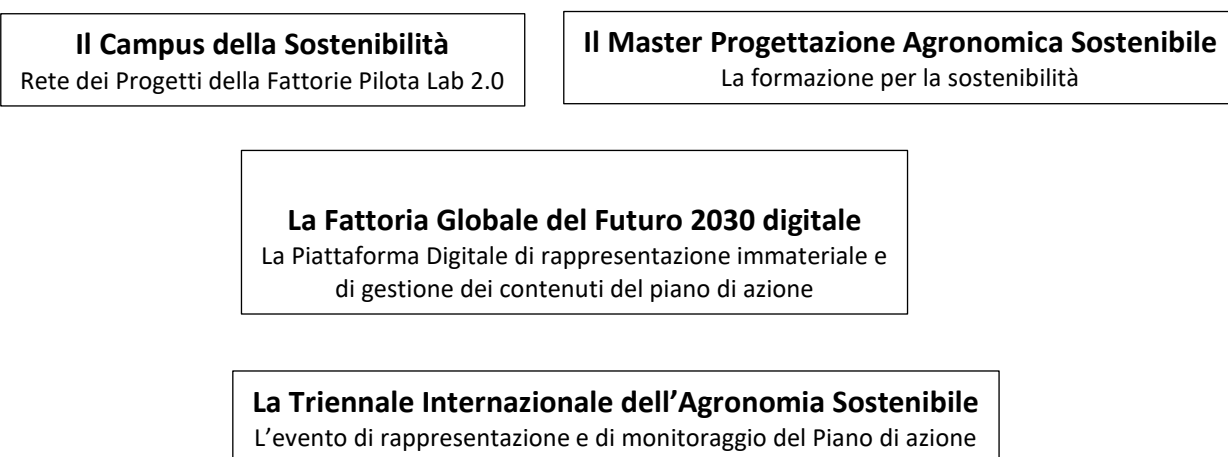 Il Campus della Sostenibilità
Rete dei Progetti della Fattorie Pilota Lab 2.0
Il Master Progettazione Agronomica Sostenibile
La formazione per la sostenibilità
La Fattoria Globale del Futuro 2030 digitale
La Piattaforma Digitale di rappresentazione immateriale e
di gestione dei contenuti del piano di azione
La Triennale Internazionale dell’Agronomia Sostenibile
L’evento di rappresentazione e di monitoraggio del Piano di azione